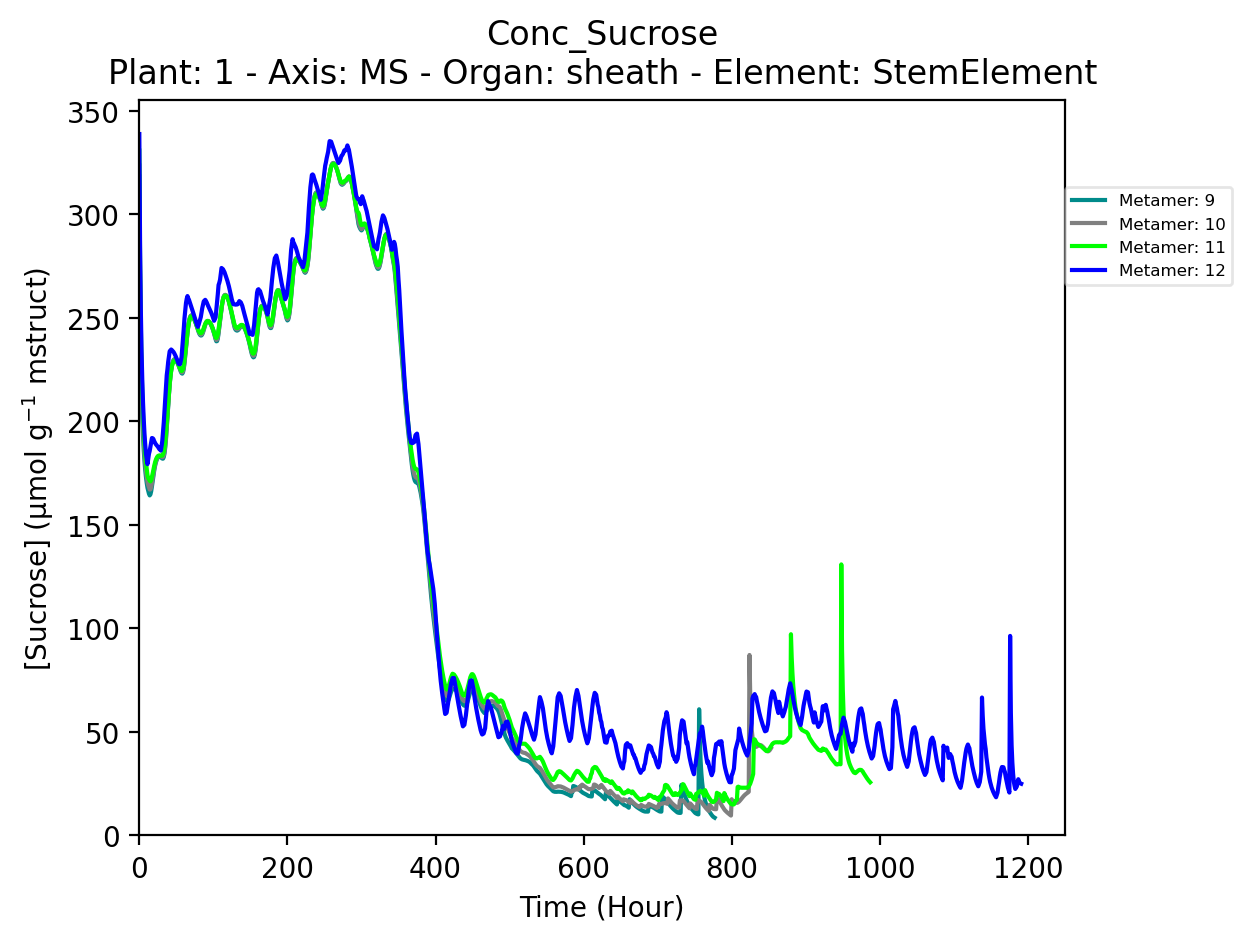 Conc_Sucrose
Plant: 1 - Axis: MS - Organ: sheath - Element: StemElement
350
300
250
200
150
100
50
0
[Sucrose] (µmol g⁻¹ mstruct)
0 200 400 600 800 1000 1200
Time (Hour)
Metamer: 9
Metamer: 10
Metamer: 11
Metamer: 12